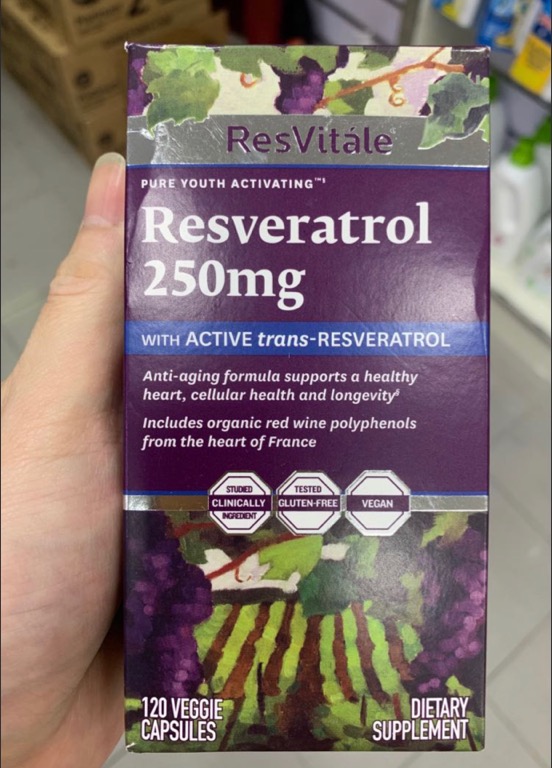 ResVitále
PURE YOUTH ACTIVATING™§
Resveratrol
250mg
WITH ACTIVE trans-RESVERATROL
Anti-aging formula supports a healthy
heart, cellular health and longevity§
Includes organic red wine polyphenols
from the heart of France
STUDIED
CLINICALLY
INGREDIENT
TESTED
GLUTEN-FREE
VEGAN
120 VEGGIE
CAPSULES
DIETARY
SUPPLEMENT